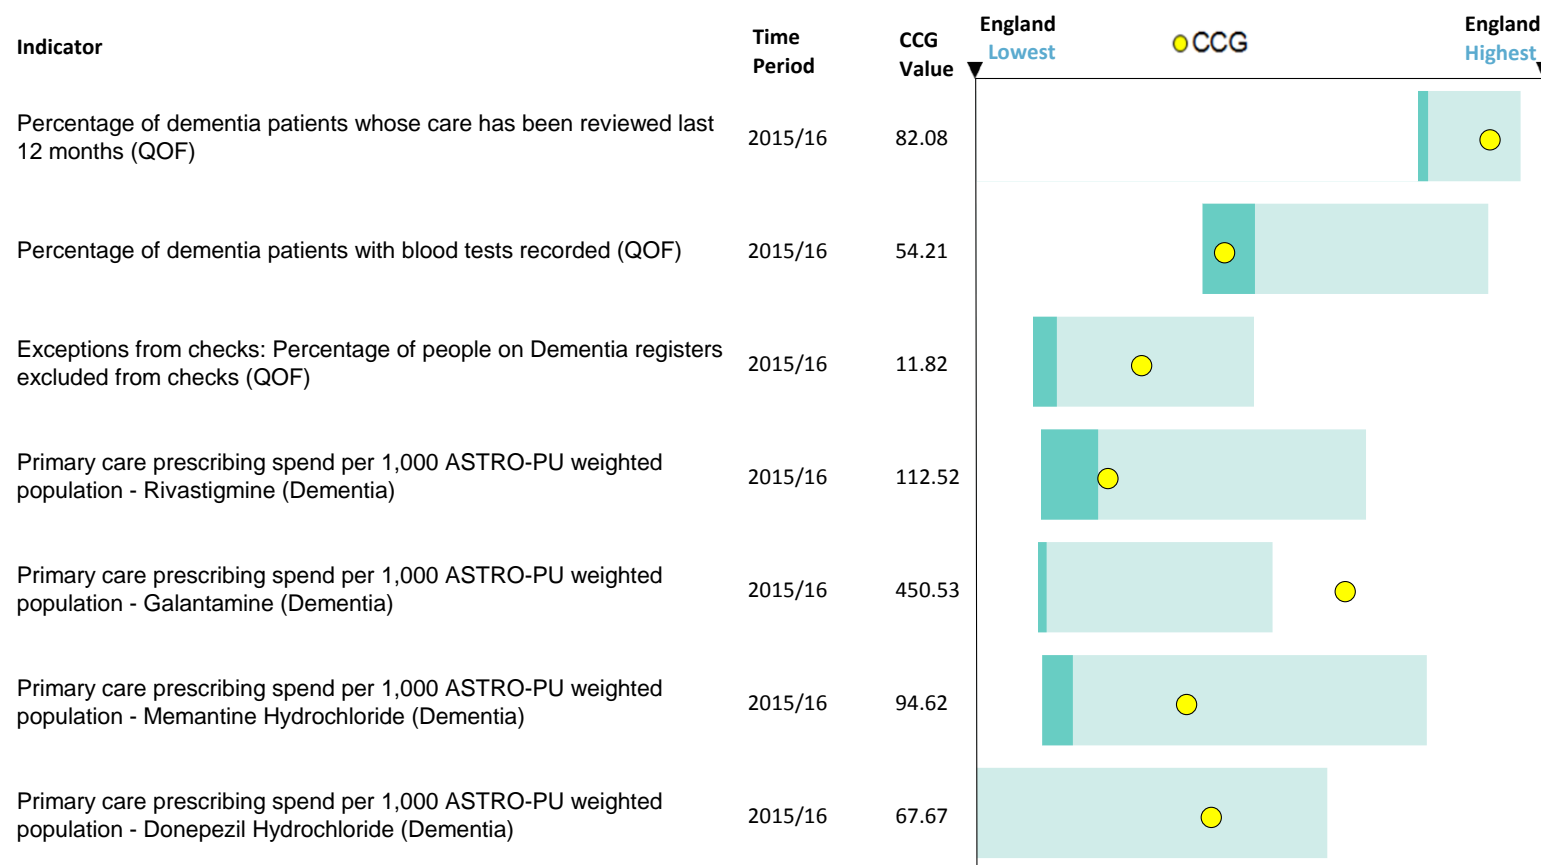 Indicator
Time
Period
CCG
Value
England
Lowest
CCG
England
Highest
Percentage of dementia patients whose care has been reviewed last
12 months (QOF)
2015/16
82.08
Percentage of dementia patients with blood tests recorded (QOF)
2015/16
54.21
Exceptions from checks: Percentage of people on Dementia registers
excluded from checks (QOF)
2015/16
11.82
Primary care prescribing spend per 1,000 ASTRO-PU weighted
population - Rivastigmine (Dementia)
2015/16
112.52
Primary care prescribing spend per 1,000 ASTRO-PU weighted
population - Galantamine (Dementia)
2015/16
450.53
Primary care prescribing spend per 1,000 ASTRO-PU weighted
population - Memantine Hydrochloride (Dementia)
2015/16
94.62
Primary care prescribing spend per 1,000 ASTRO-PU weighted
population - Donepezil Hydrochloride (Dementia)
2015/16
67.67